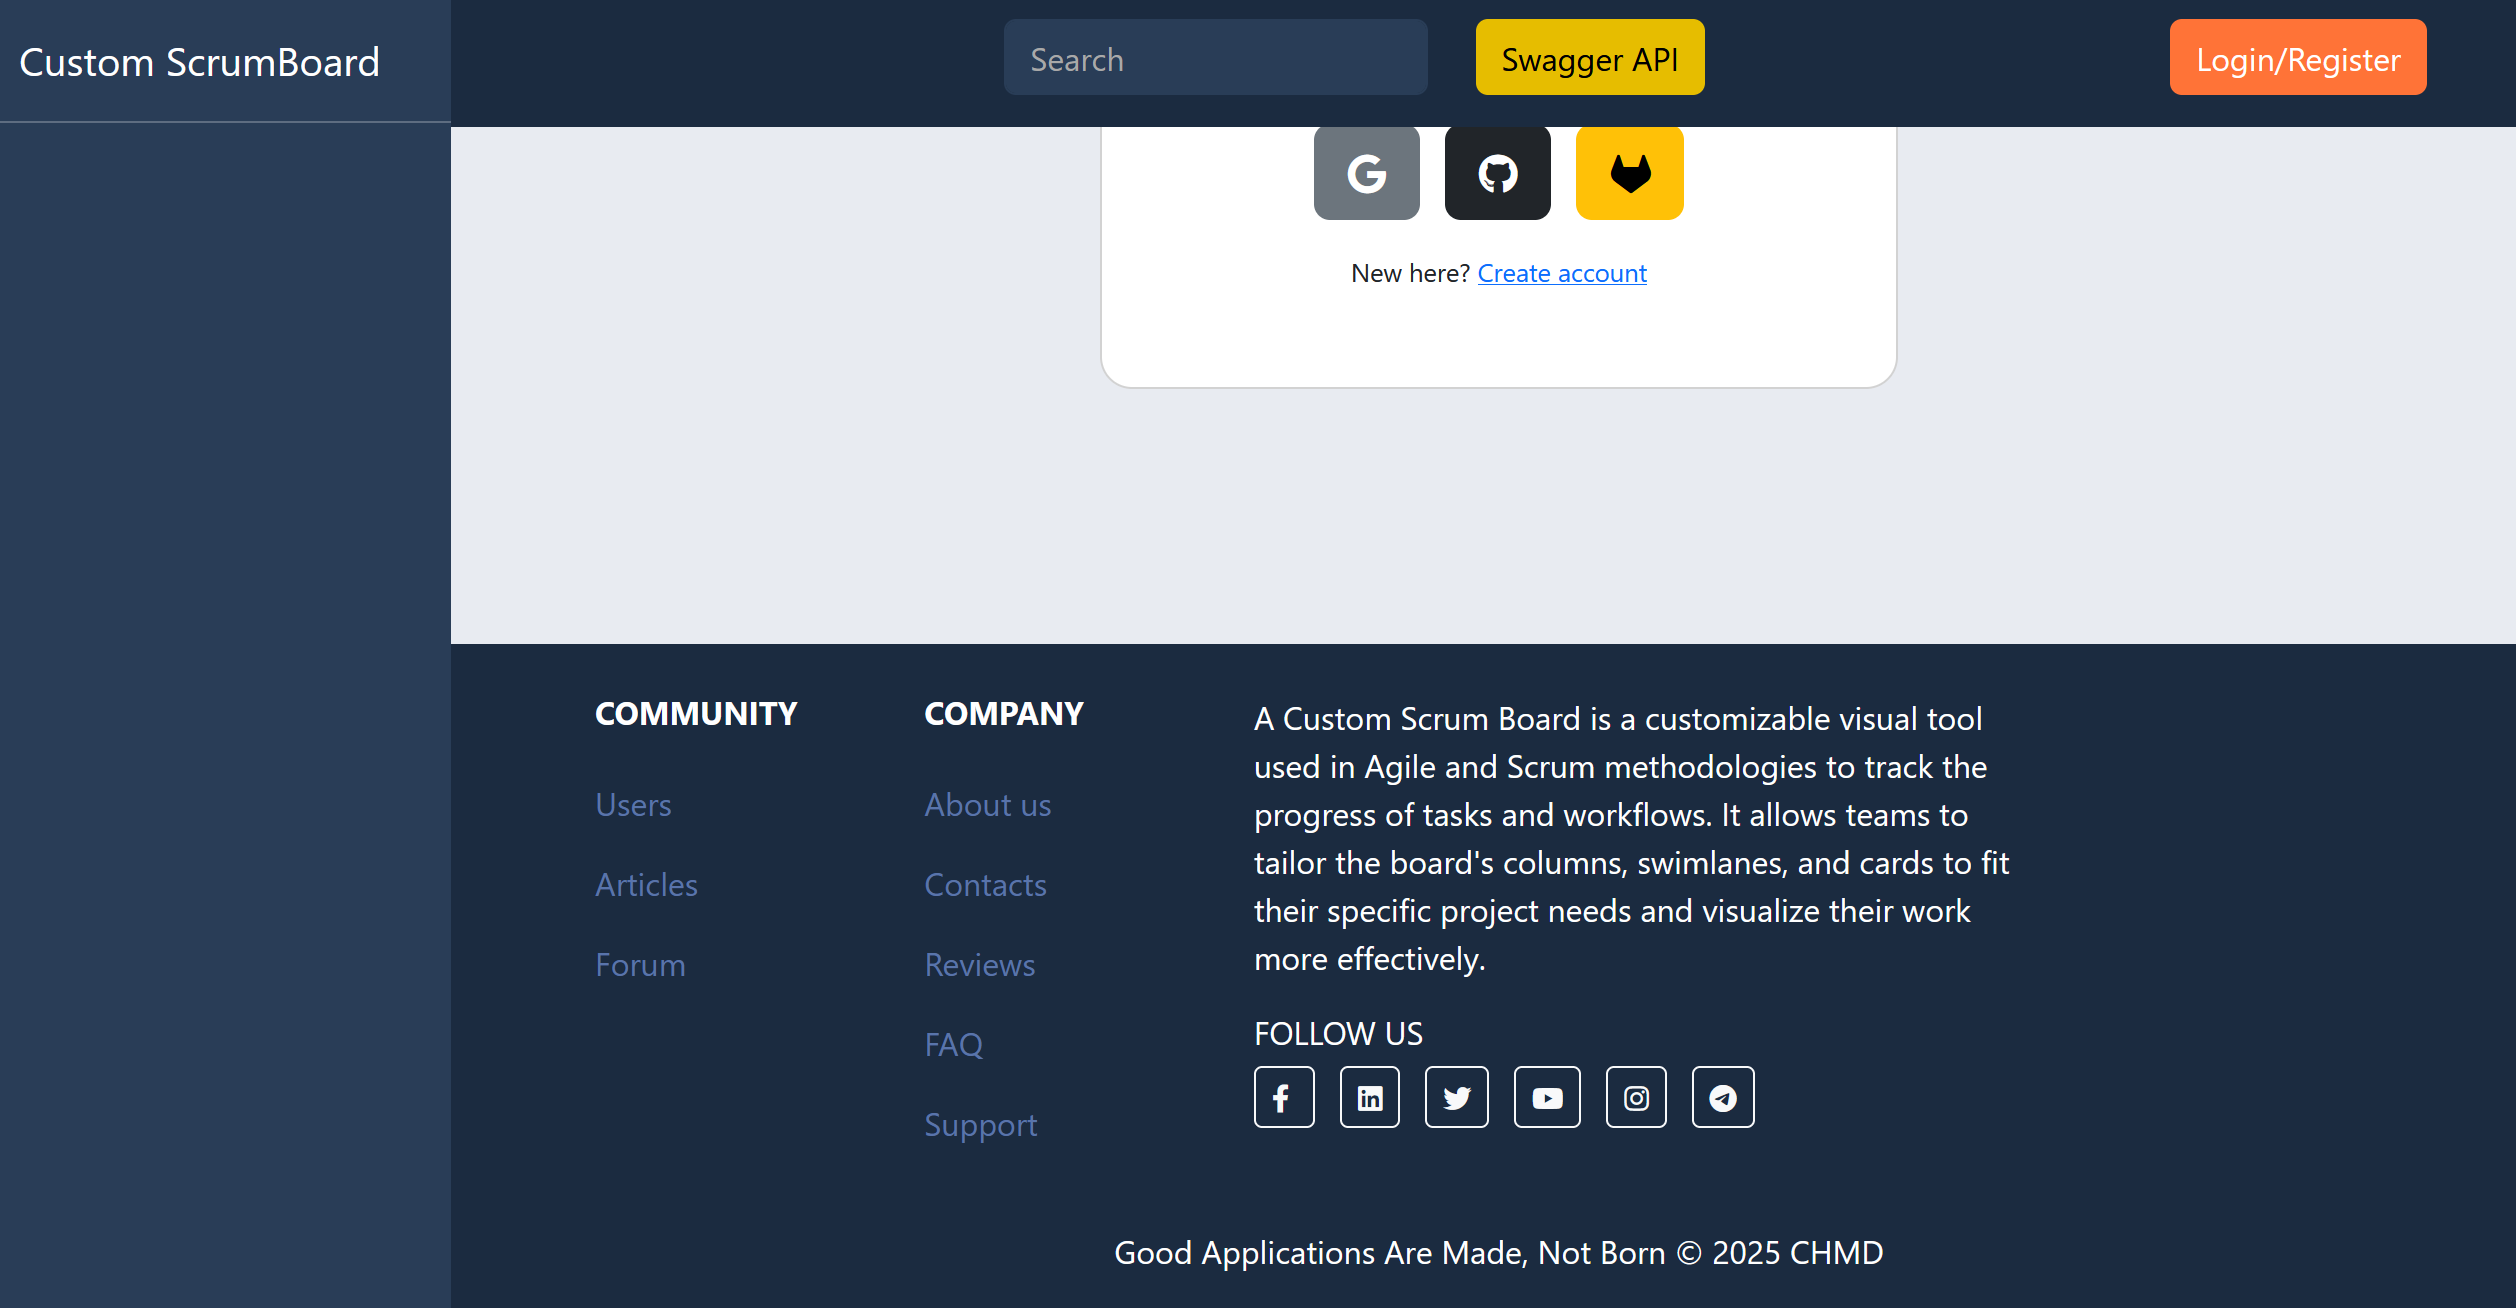 Custom ScrumBoard
Search
Swagger API
Login/Register
New here? Create account
COMMUNITY
Users
Articles
Forum
COMPANY
About us
Contacts
Reviews
FAQ
Support
A Custom Scrum Board is a customizable visual tool
used in Agile and Scrum methodologies to track the
progress of tasks and workflows. It allows teams to
tailor the board's columns, swimlanes, and cards to fit
their specific project needs and visualize their work
more effectively.
FOLLOW US
Good Applications Are Made, Not Born © 2025 CHMD